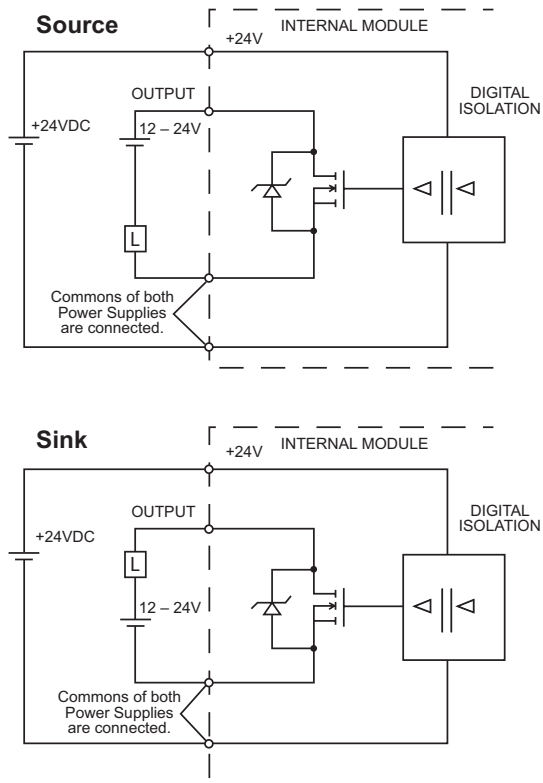 Source
INTERNAL MODULE
+24V
OUTPUT
DIGITAL
ISOLATION
+24VDC
12 – 24V
L
Commons of both
Power Supplies
are connected.
Sink
INTERNAL MODULE
+24V
OUTPUT
DIGITAL
ISOLATION
+24VDC
L
12 – 24V
Commons of both
Power Supplies
are connected.